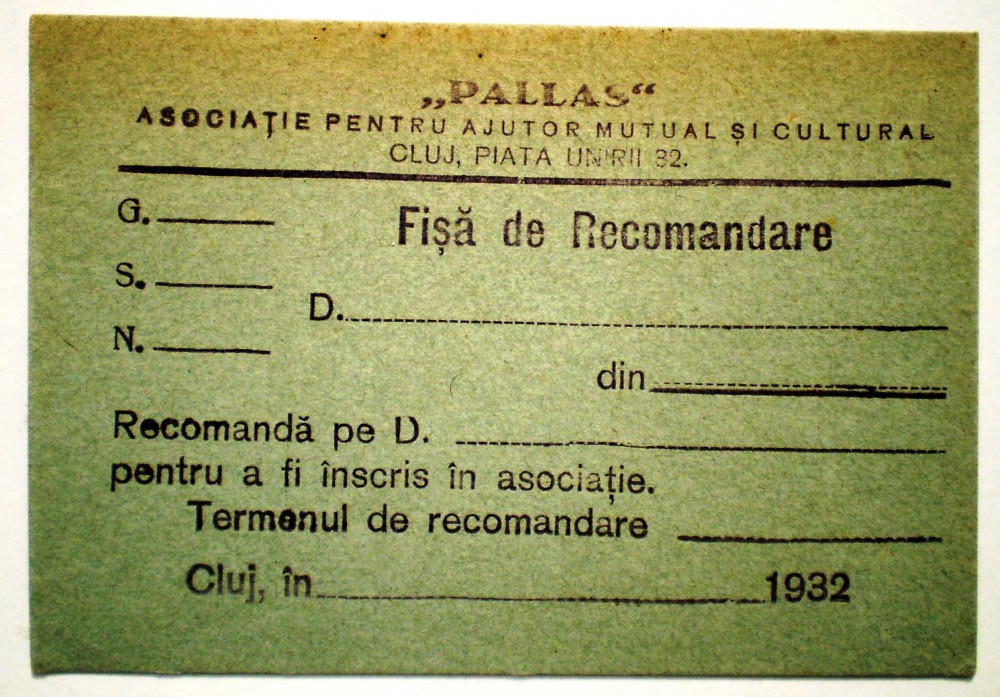 „PALLAS“
ASOCIAȚIE PENTRU AJUTOR MUTUAL ȘI CULTURAL
CLUJ, PIATA UNIRII 32.
G.
Fișă de Recomandare
S.
D.
N.
din
Recomandă pe D.
pentru a fi înscris în asociație.
Termenul de recomandare
Cluj, în 1932